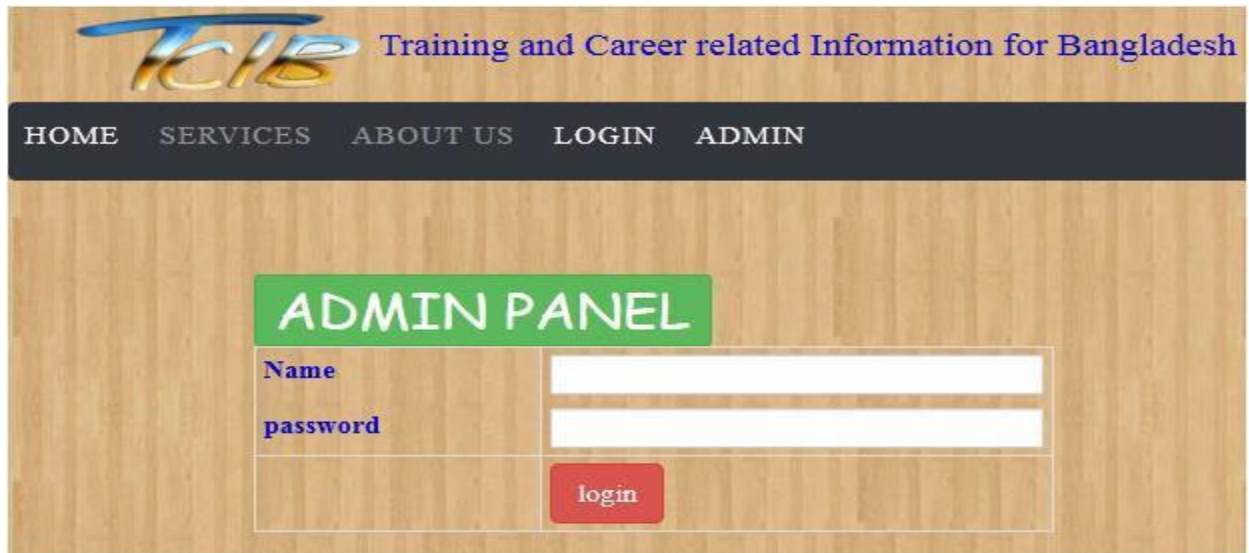 TCIB Training and Career related Information for Bangladesh
HOME SERVICES ABOUT US LOGIN ADMIN
ADMIN PANEL
Name
password
login